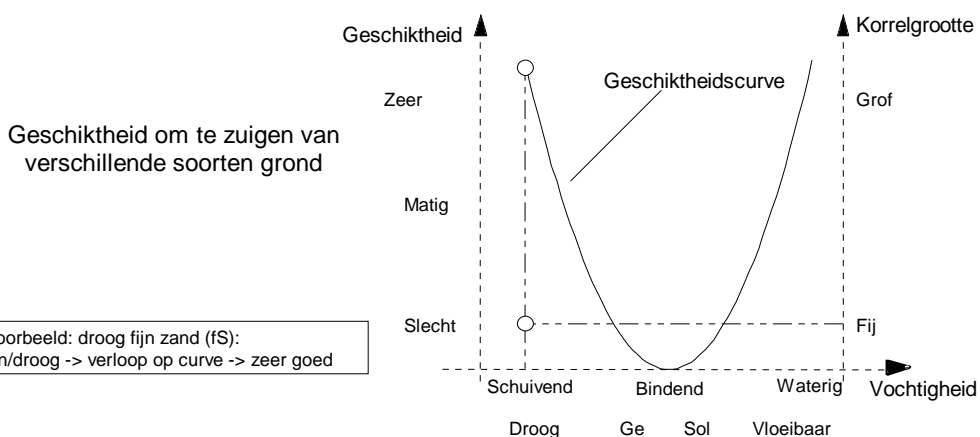 Geschiktheid
Korrelgrootte
Zeer
Geschiktheidscurve
Grof
Geschiktheid om te zuigen van
verschillende soorten grond
Matig
Slecht
Fij
oorbeeld: droog fijn zand (fS):
n/droog -> verloop op curve -> zeer goed
Schuivend Bindend Waterig Vochtigheid
Droog Ge Sol Vloeibaar